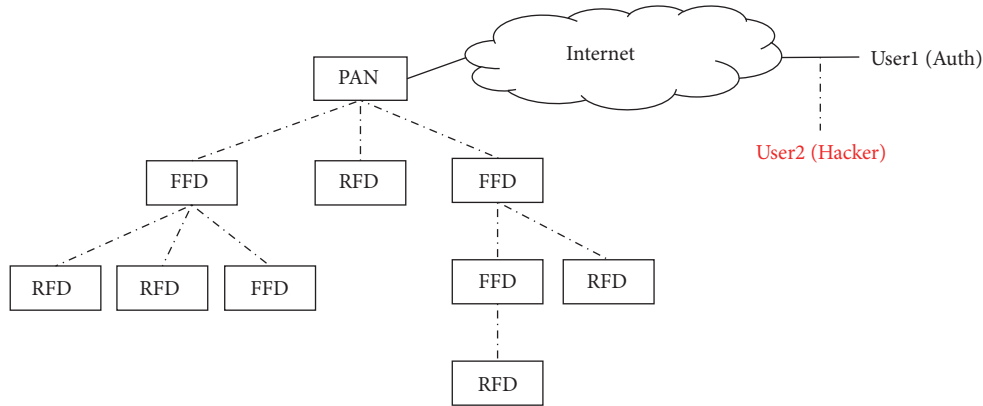 Internet
User1 (Auth)
PAN
User2 (Hacker)
FFD
RFD
FFD
RFD
RFD
FFD
FFD
RFD
RFD